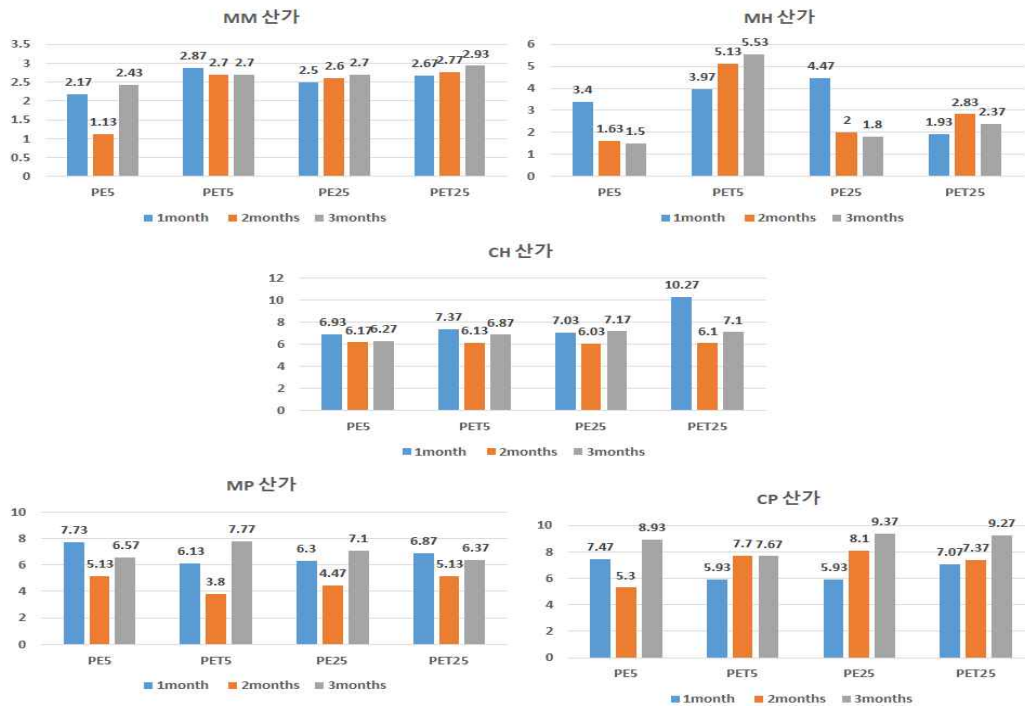 MM 산가
3.5
3
2.5
2
1.5
1
0.5
0
2.17
1.13
2.43
2.87
2.7
2.7
2.5
2.6
2.7
2.67
2.77
2.93
PE5
PET5
PE25
PET25
1month
2months
3months
MH 산가
6
5
4
3
2
1
0
3.4
1.63
1.5
3.97
5.13
5.53
4.47
2
1.8
1.93
2.83
2.37
PE5
PET5
PE25
PET25
1month
2months
3months
CH 산가
12
10
8
6
4
2
0
6.93
6.17
6.27
7.37
6.13
6.87
7.03
6.03
7.17
10.27
6.1
7.1
PE5
PET5
PE25
PET25
1month
2months
3months
MP 산가
10
8
6
4
2
0
7.73
5.13
6.57
6.13
3.8
7.77
6.3
4.47
7.1
6.87
5.13
6.37
PE5
PET5
PE25
PET25
1month
2months
3months
CP 산가
10
8
6
4
2
0
7.47
5.3
8.93
5.93
7.7
7.67
5.93
8.1
9.37
7.07
7.37
9.27
PE5
PET5
PE25
PET25
1month
2months
3months